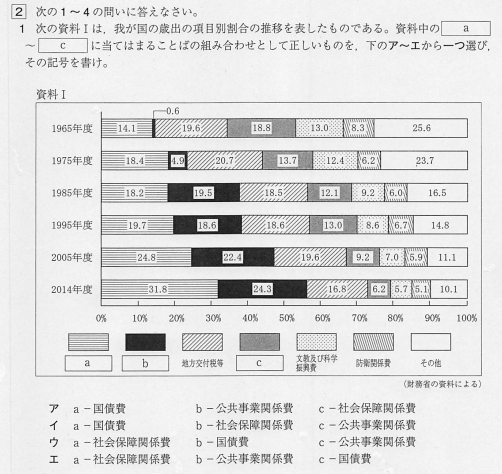 2 次の1～4の問いに答えなさい。
1 次の資料Ⅰは，我が国の歳出の項目別割合の推移を表したものである。資料中の a
～ c に当てはまることばの組み合わせとして正しいものを，下のア～エから一つ選び，
その記号を書け。
資料Ⅰ
0.6
1965年度 14.1 19.6 18.8 13.0 8.3 25.6
1975年度 18.4 4.9 20.7 13.7 12.4 6.2 23.7
1985年度 18.2 19.5 18.5 12.1 9.2 6.0 16.5
1995年度 19.7 18.6 18.6 13.0 8.6 6.7 14.8
2005年度 24.8 22.4 19.6 9.2 7.0 5.9 11.1
2014年度 31.8 24.3 16.8 6.2 5.7 5.1 10.1
0% 10% 20% 30% 40% 50% 60% 70% 80% 90% 100%
a b 地方交付税等 c 文教及び科学
振興費 防衛関係費 その他
(財務省の資料による)
ア a－国債費 b－公共事業関係費 c－社会保障関係費
イ a－国債費 b－社会保障関係費 c－公共事業関係費
ウ a－社会保障関係費 b－国債費 c－公共事業関係費
エ a－社会保障関係費 b－公共事業関係費 c－国債費